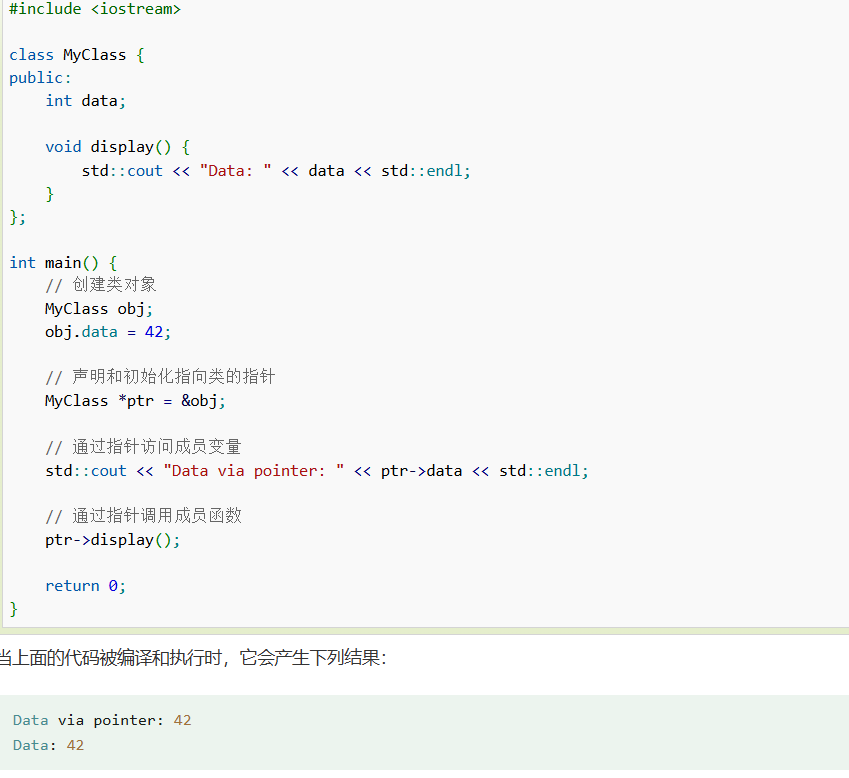 #include <iostream>
class MyClass {
public:
    int data;
    void display() {
        std::cout << "Data: " << data << std::endl;
    }
};
int main() {
    // 创建类对象
    MyClass obj;
    obj.data = 42;
    // 声明和初始化指向类的指针
    MyClass *ptr = &obj;
    // 通过指针访问成员变量
    std::cout << "Data via pointer: " << ptr->data << std::endl;
    // 通过指针调用成员函数
    ptr->display();
    return 0;
}
当上面的代码被编译和执行时，它会产生下列结果：
Data via pointer: 42
Data: 42